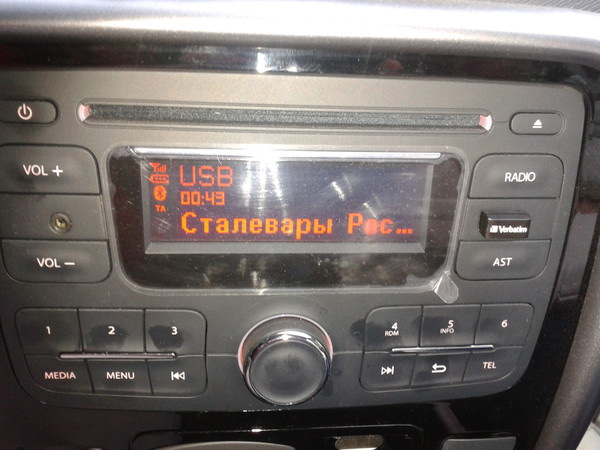 VOL +
USB
RADIO
00:43
TA
Сталевары Рос...
Verbatim
VOL –
AST
1
2
3
4
RDM
5
INFO
6
MEDIA
MENU
TEL